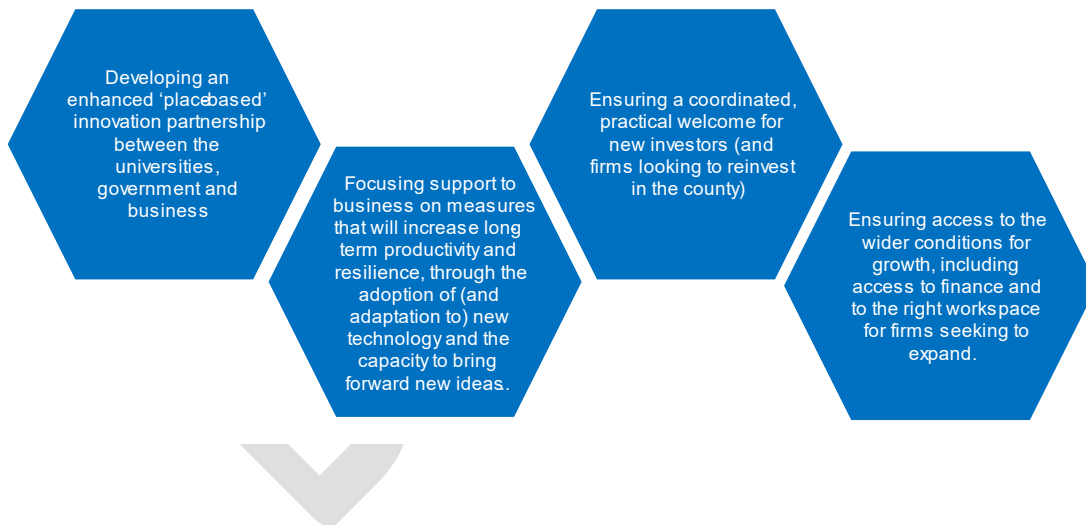 Developing an
enhanced ‘place-based’
innovation partnership
between the
universities,
government and
business
Focusing support to
business on measures
that will increase long-
term productivity and
resilience, through the
adoption of (and
adaptation to) new
technology and the
capacity to bring
forward new ideas..
Ensuring a coordinated,
practical welcome for
new investors (and
firms looking to reinvest
in the county)
Ensuring access to the
wider conditions for
growth, including
access to finance and
to the right workspace
for firms seeking to
expand.